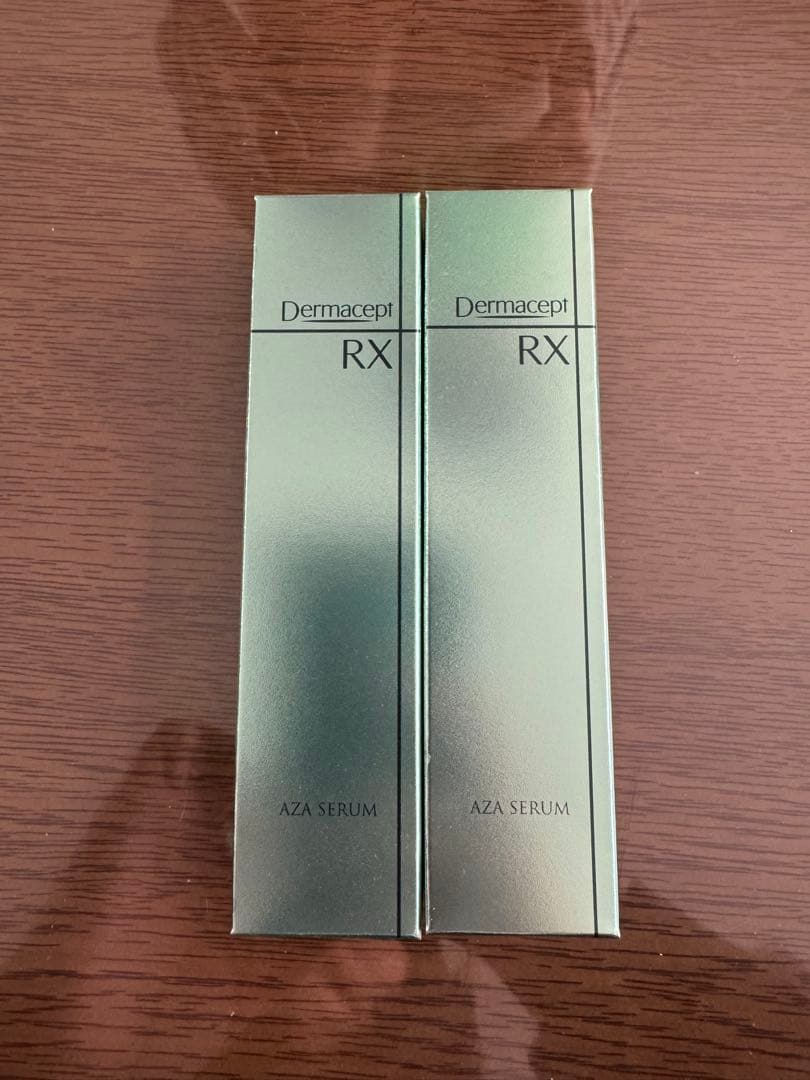 Dermacept
RX
AZA SERUM
Dermacept
RX
AZA SERUM